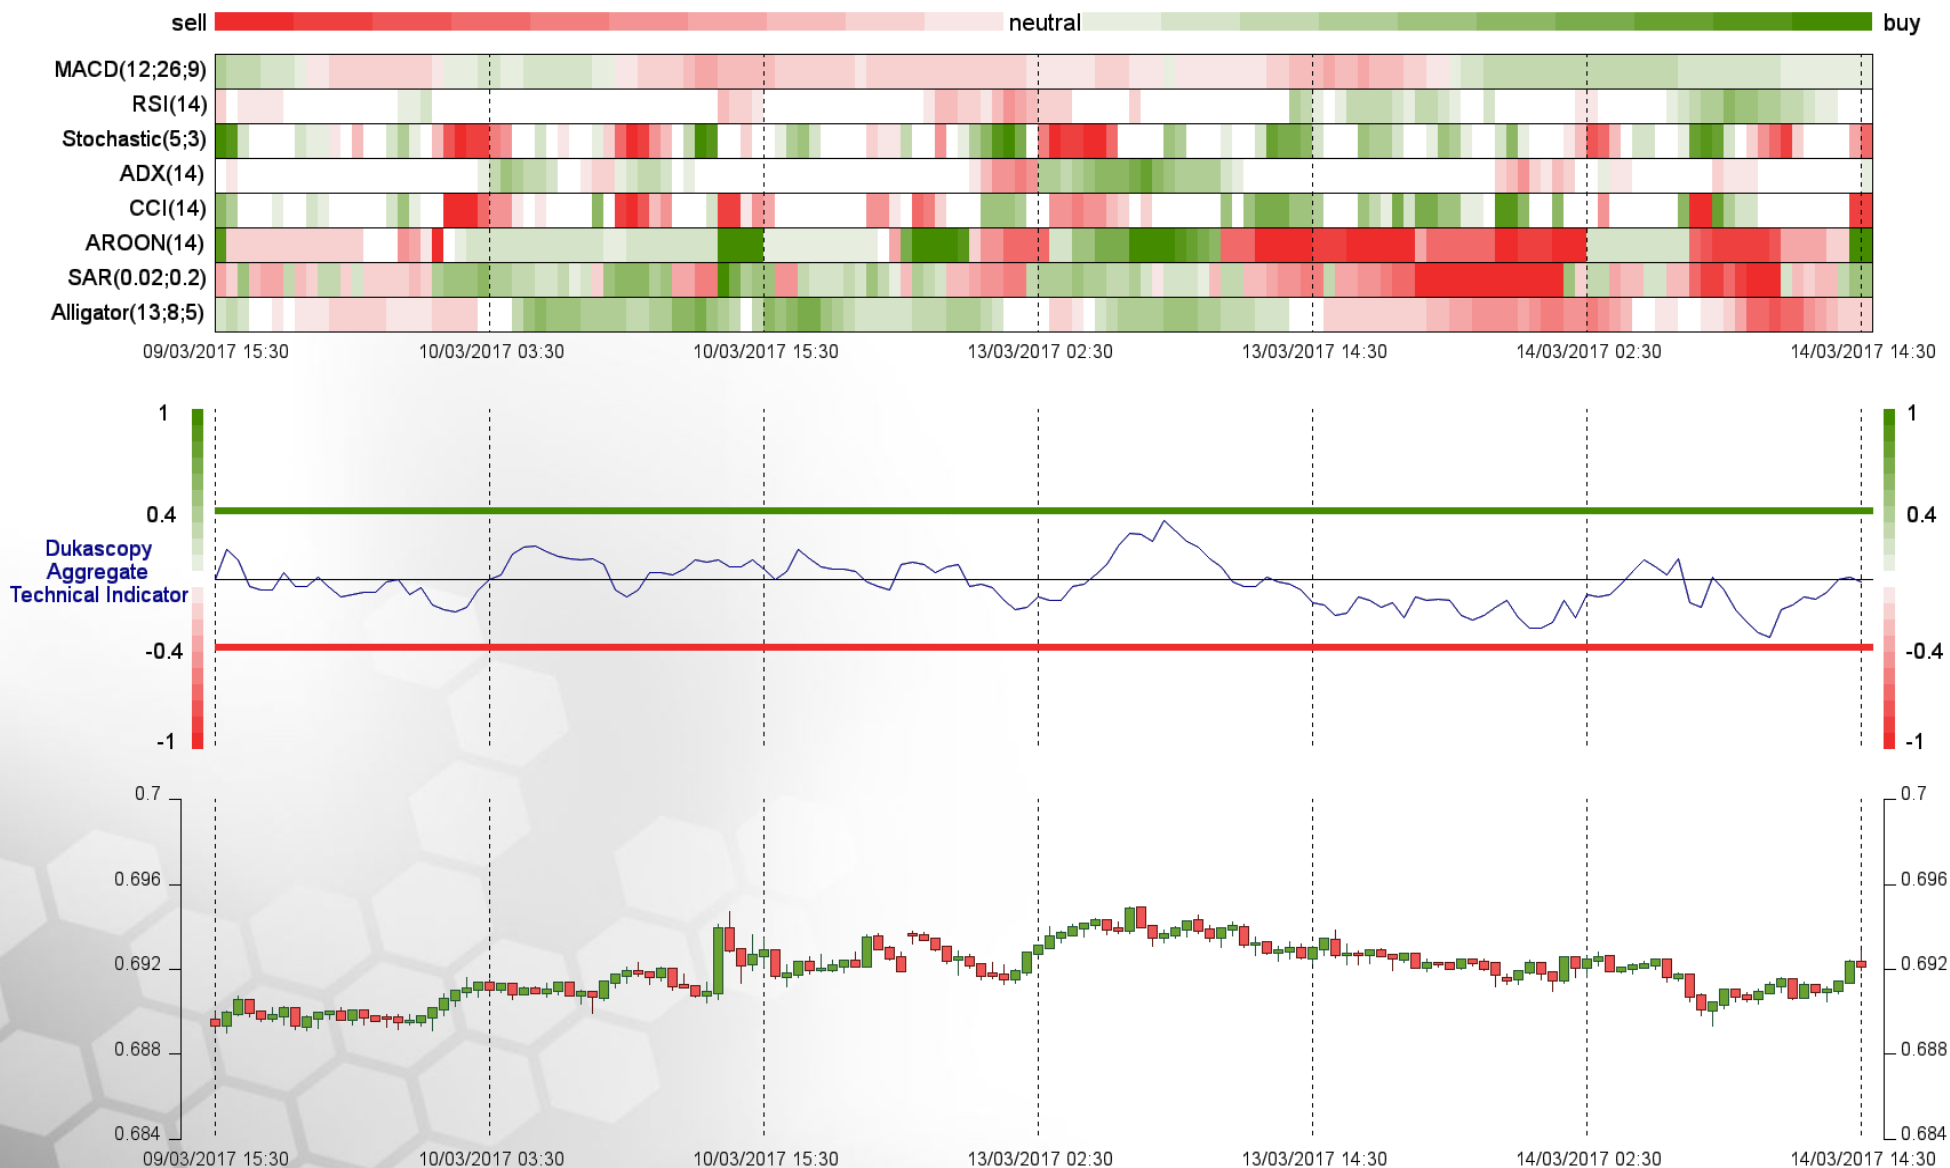 sell neutral buy
MACD(12;26;9)
RSI(14)
Stochastic(5;3)
ADX(14)
CCI(14)
AROON(14)
SAR(0.02;0.2)
Alligator(13;8;5)
09/03/2017 15:30 10/03/2017 03:30 10/03/2017 15:30 13/03/2017 02:30 13/03/2017 14:30 14/03/2017 02:30 14/03/2017 14:30
1 1
0.4 0.4
Dukascopy
Aggregate
Technical Indicator
-0.4 -0.4
-1 -1
0.7 0.7
0.696 0.696
0.692 0.692
0.688 0.688
0.684 0.684
09/03/2017 15:30 10/03/2017 03:30 10/03/2017 15:30 13/03/2017 02:30 13/03/2017 14:30 14/03/2017 02:30 14/03/2017 14:30